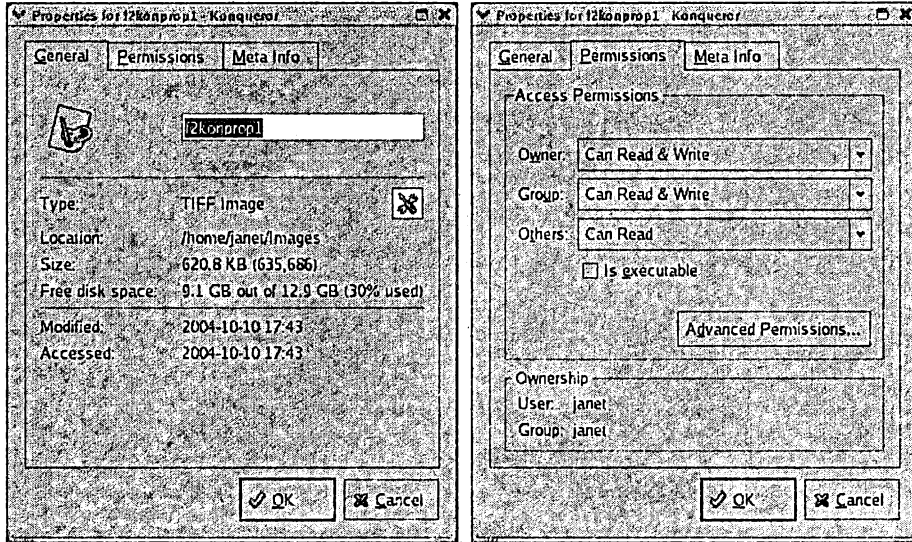 Properties for f2konprop1 - Konqueror
General Permissions Meta Info
f2konprop1
Type: TIFF Image
Location: /home/janet/Images
Size: 620.8 KB (635,686)
Free disk space: 9.1 GB out of 12.9 GB (30% used)
Modified: 2004-10-10 17:43
Accessed: 2004-10-10 17:43
OK Cancel
Properties for f2konprop1 - Konqueror
General Permissions Meta Info
Access Permissions
Owner: Can Read & Write
Group: Can Read & Write
Others: Can Read
Is executable
Advanced Permissions...
Ownership
User: janet
Group: janet
OK Cancel